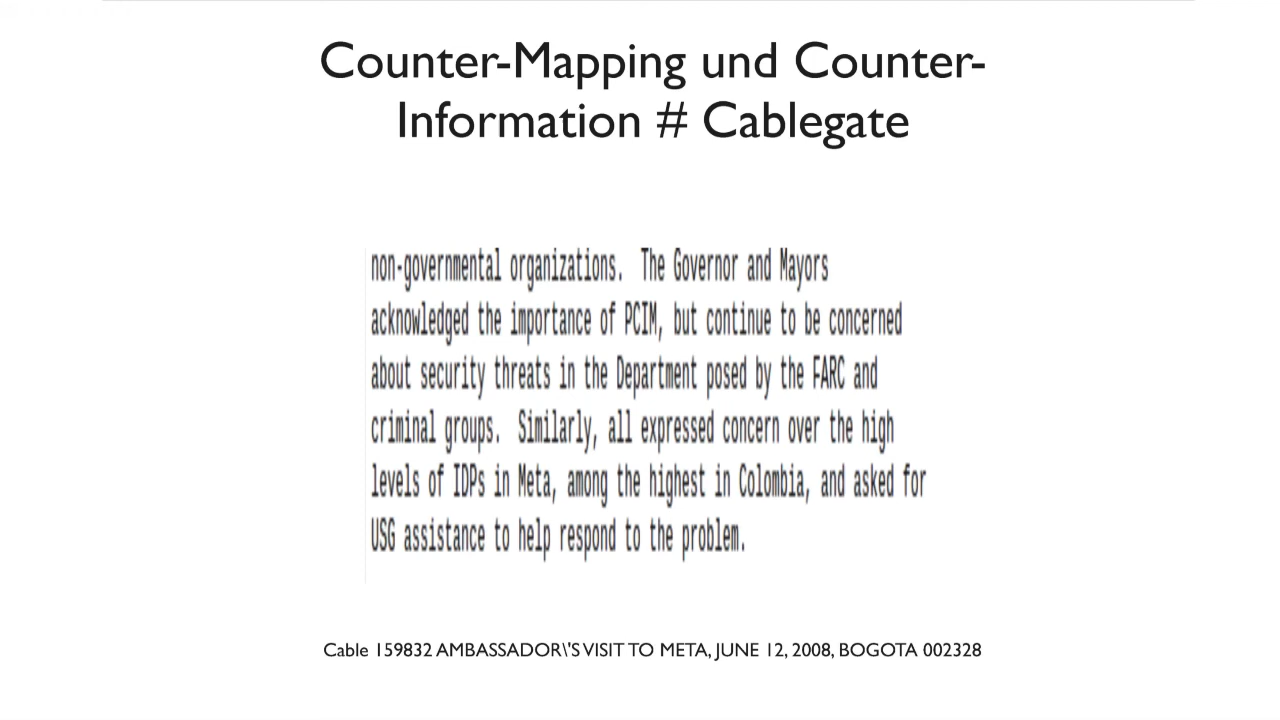 Counter-Mapping und Counter-
Information # Cablegate
non-governmental organizations.  The Governor and Mayors
acknowledged the importance of PCIM, but continue to be concerned
about security threats in the Department posed by the FARC and
criminal groups.  Similarly, all expressed concern over the high
levels of IDPs in Meta, among the highest in Colombia, and asked for
USG assistance to help respond to the problem.
Cable 159832 AMBASSADOR\'S VISIT TO META, JUNE 12, 2008, BOGOTA 002328